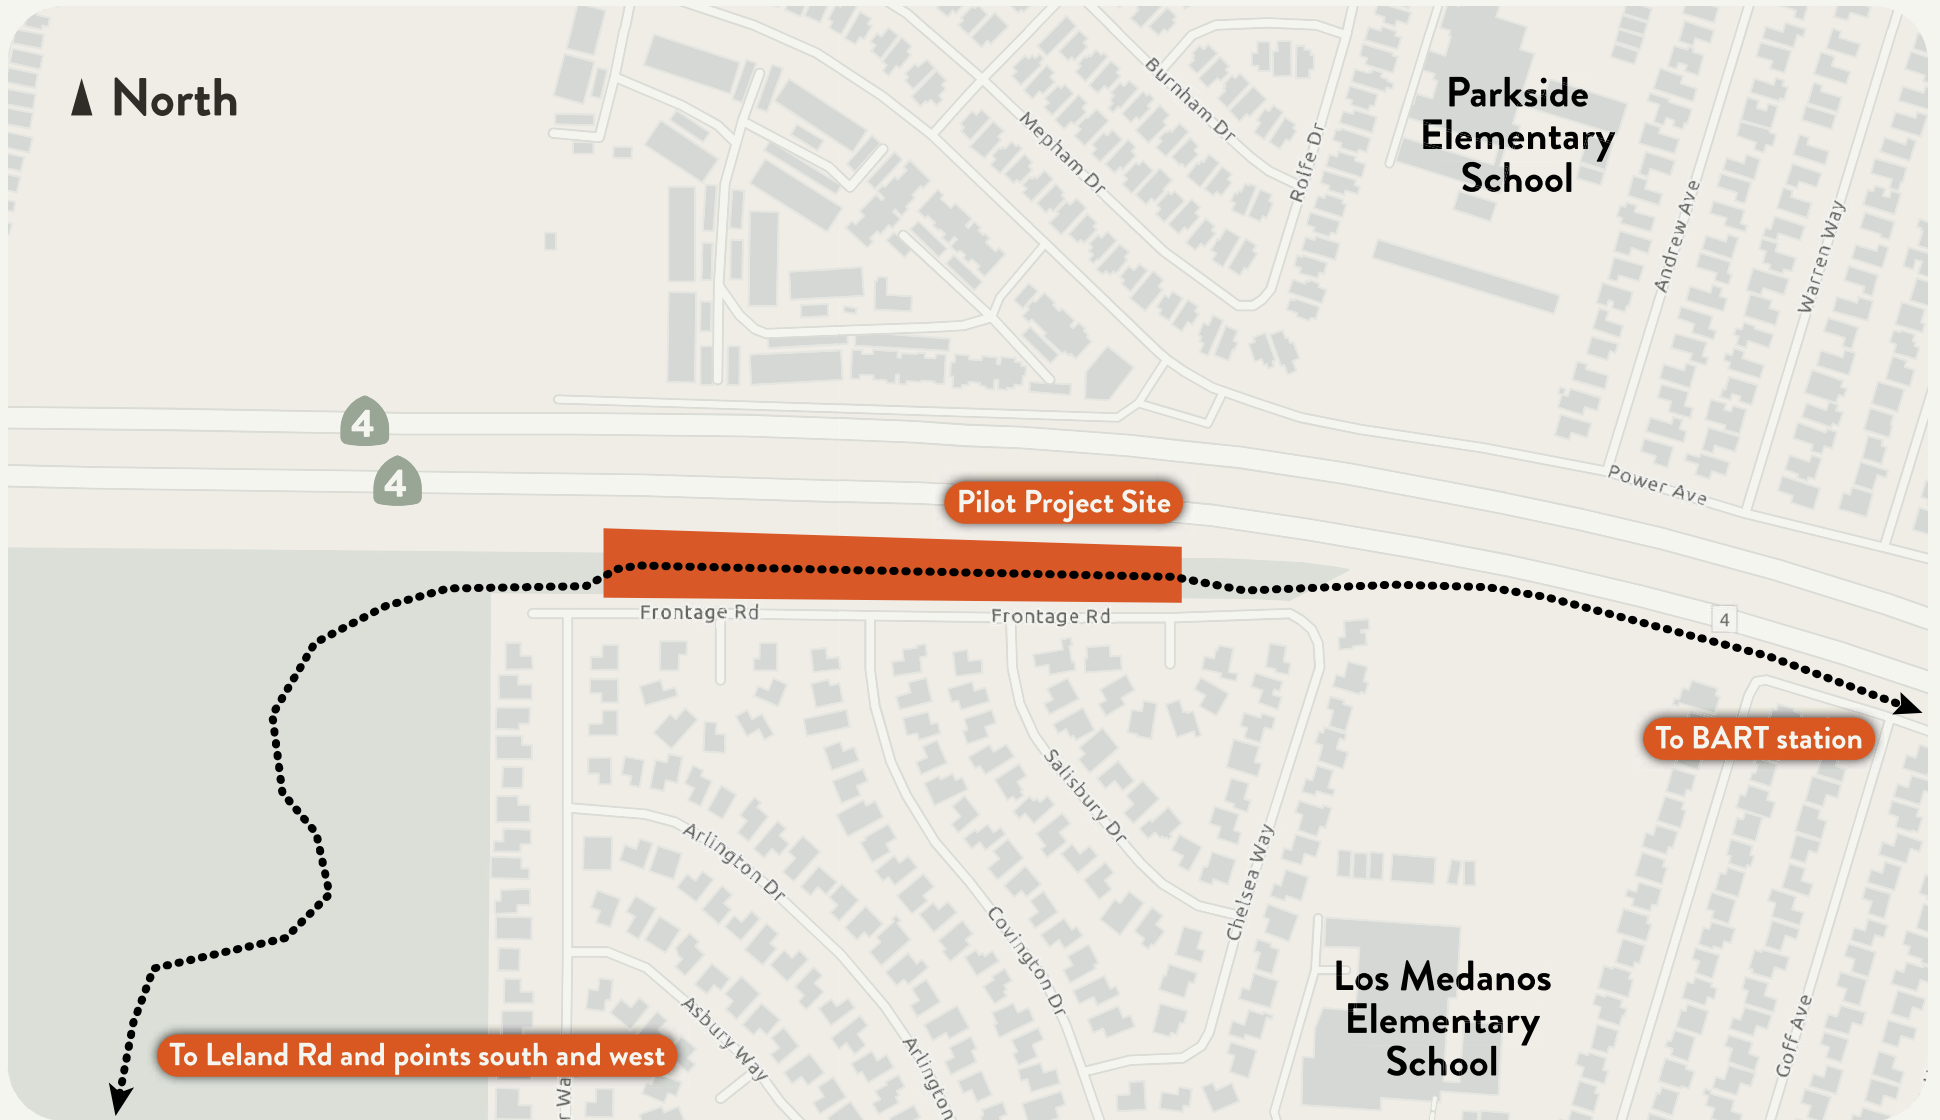 North
Burnham Dr
Mepham Dr
Rolfe Dr
Parkside
Elementary
School
Andrew Ave
Warren Way
4
4
Power Ave
Pilot Project Site
Frontage Rd
Frontage Rd
4
To BART station
Salisbury Dr
Arlington Dr
Chelsea Way
Covington Dr
Los Medanos
Elementary
School
Goff Ave
Asbury Way
Arlington
To Leland Rd and points south and west
r Wa